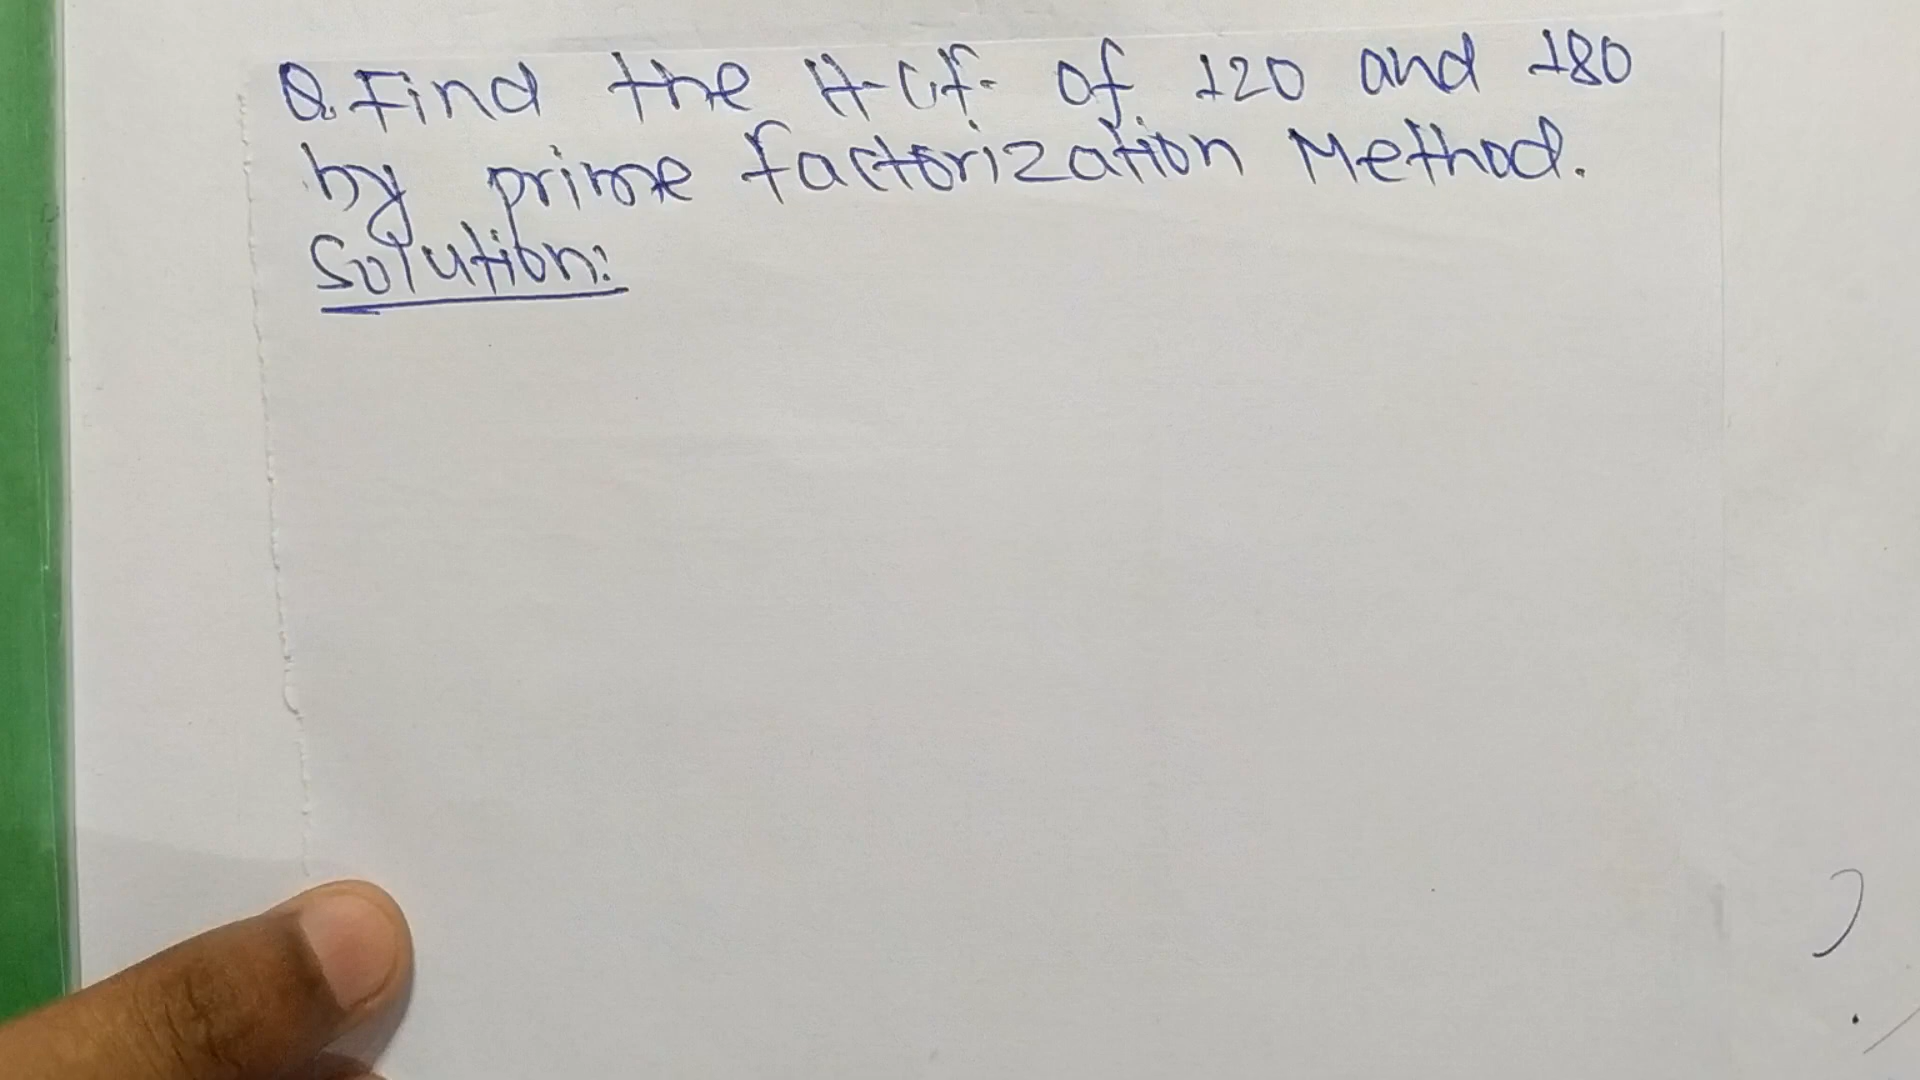 Q. Find the H.C.F. of 120 and 180
by prime factorization Method.
Solution: